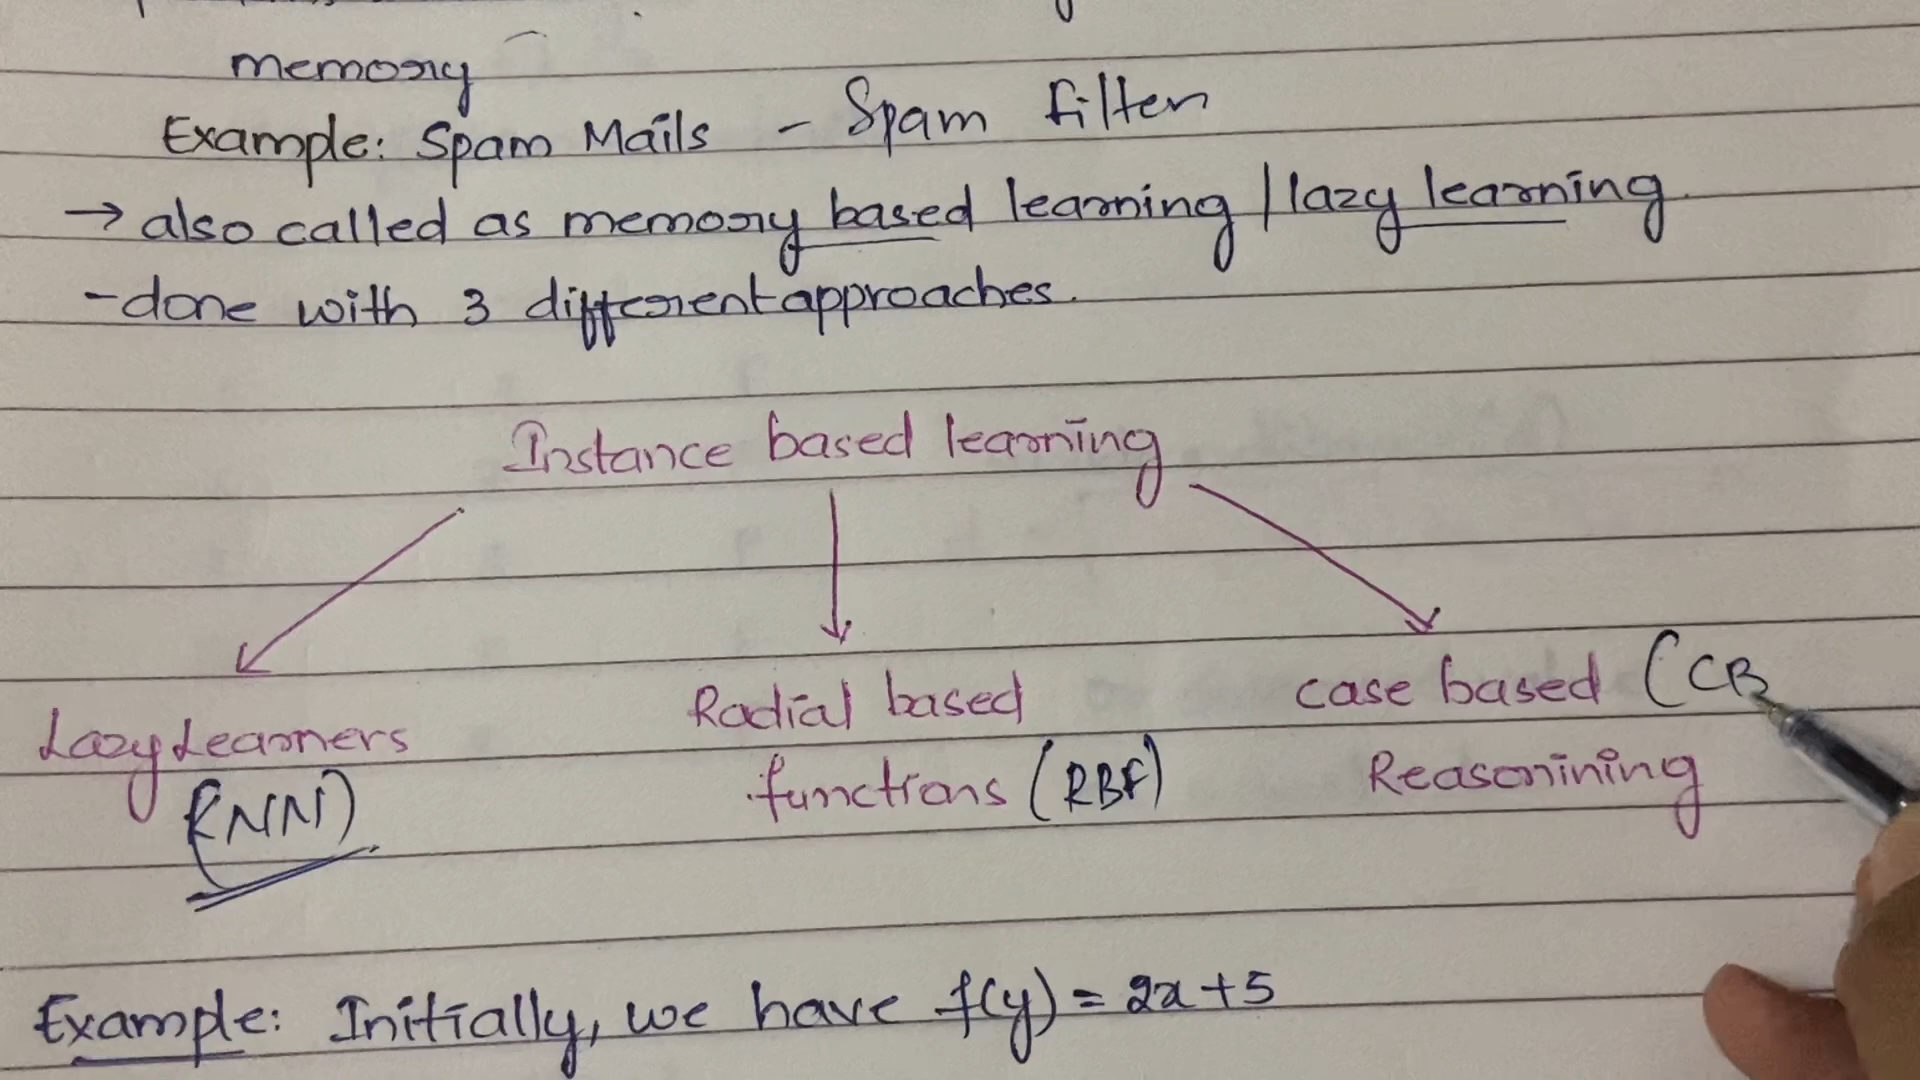 memory
Example: Spam Mails - Spam filter
→ also called as memory based learning / lazy learning
- done with 3 different approaches.
Instance based learning
Lazy Learners
(KNN)
Radial based
functions (RBF)
case based (CB
Reasonining
Example: Initially, we have f(y) = 2x+5